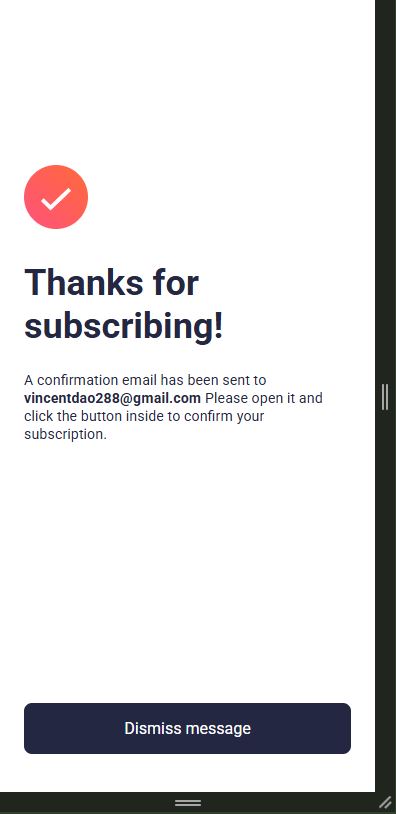 Thanks for
subscribing!
A confirmation email has been sent to
vincentdao288@gmail.com Please open it and
click the button inside to confirm your
subscription.
Dismiss message